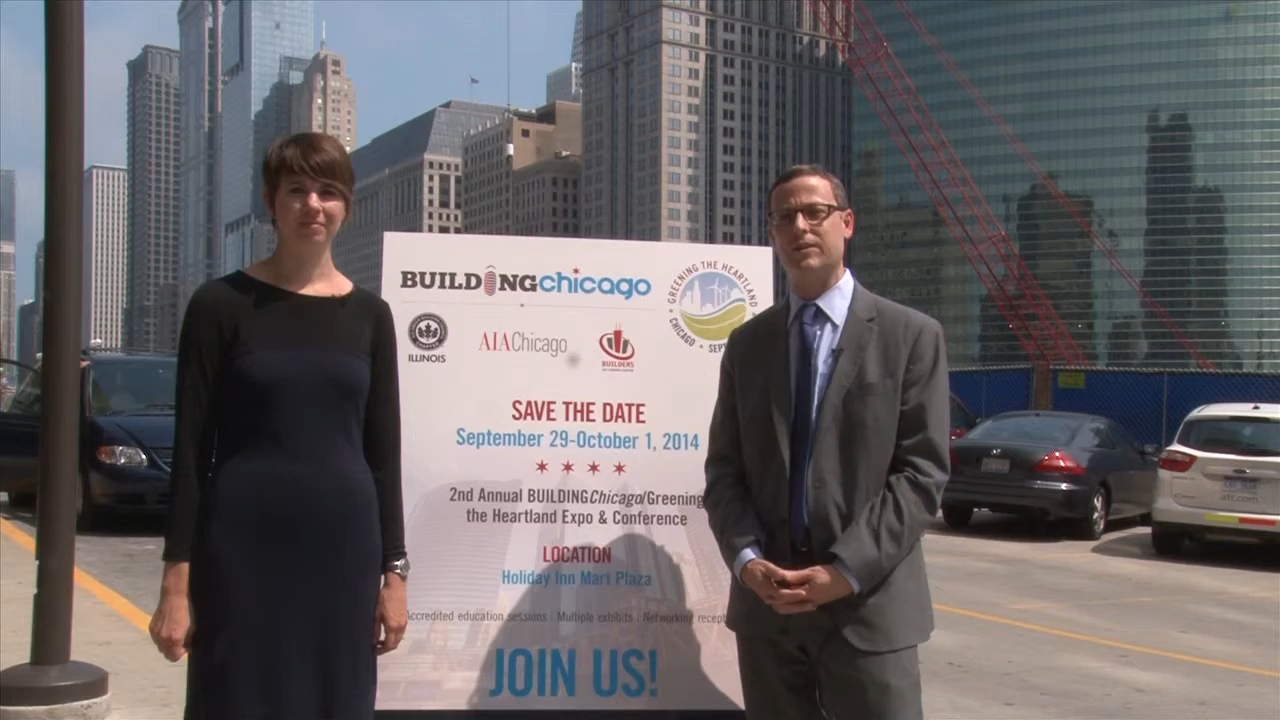 BUILDINGchicago
GREENING THE HEARTLAND
CHICAGO
ILLINOIS
AIAChicago
BUILDERS
SAVE THE DATE
September 29-October 1, 2014
2nd Annual BUILDINGChicago/Greening
the Heartland Expo & Conference
LOCATION
Holiday Inn Mart Plaza
Accredited education sessions | Multiple exhibits | Networking recept
JOIN US!
att.com